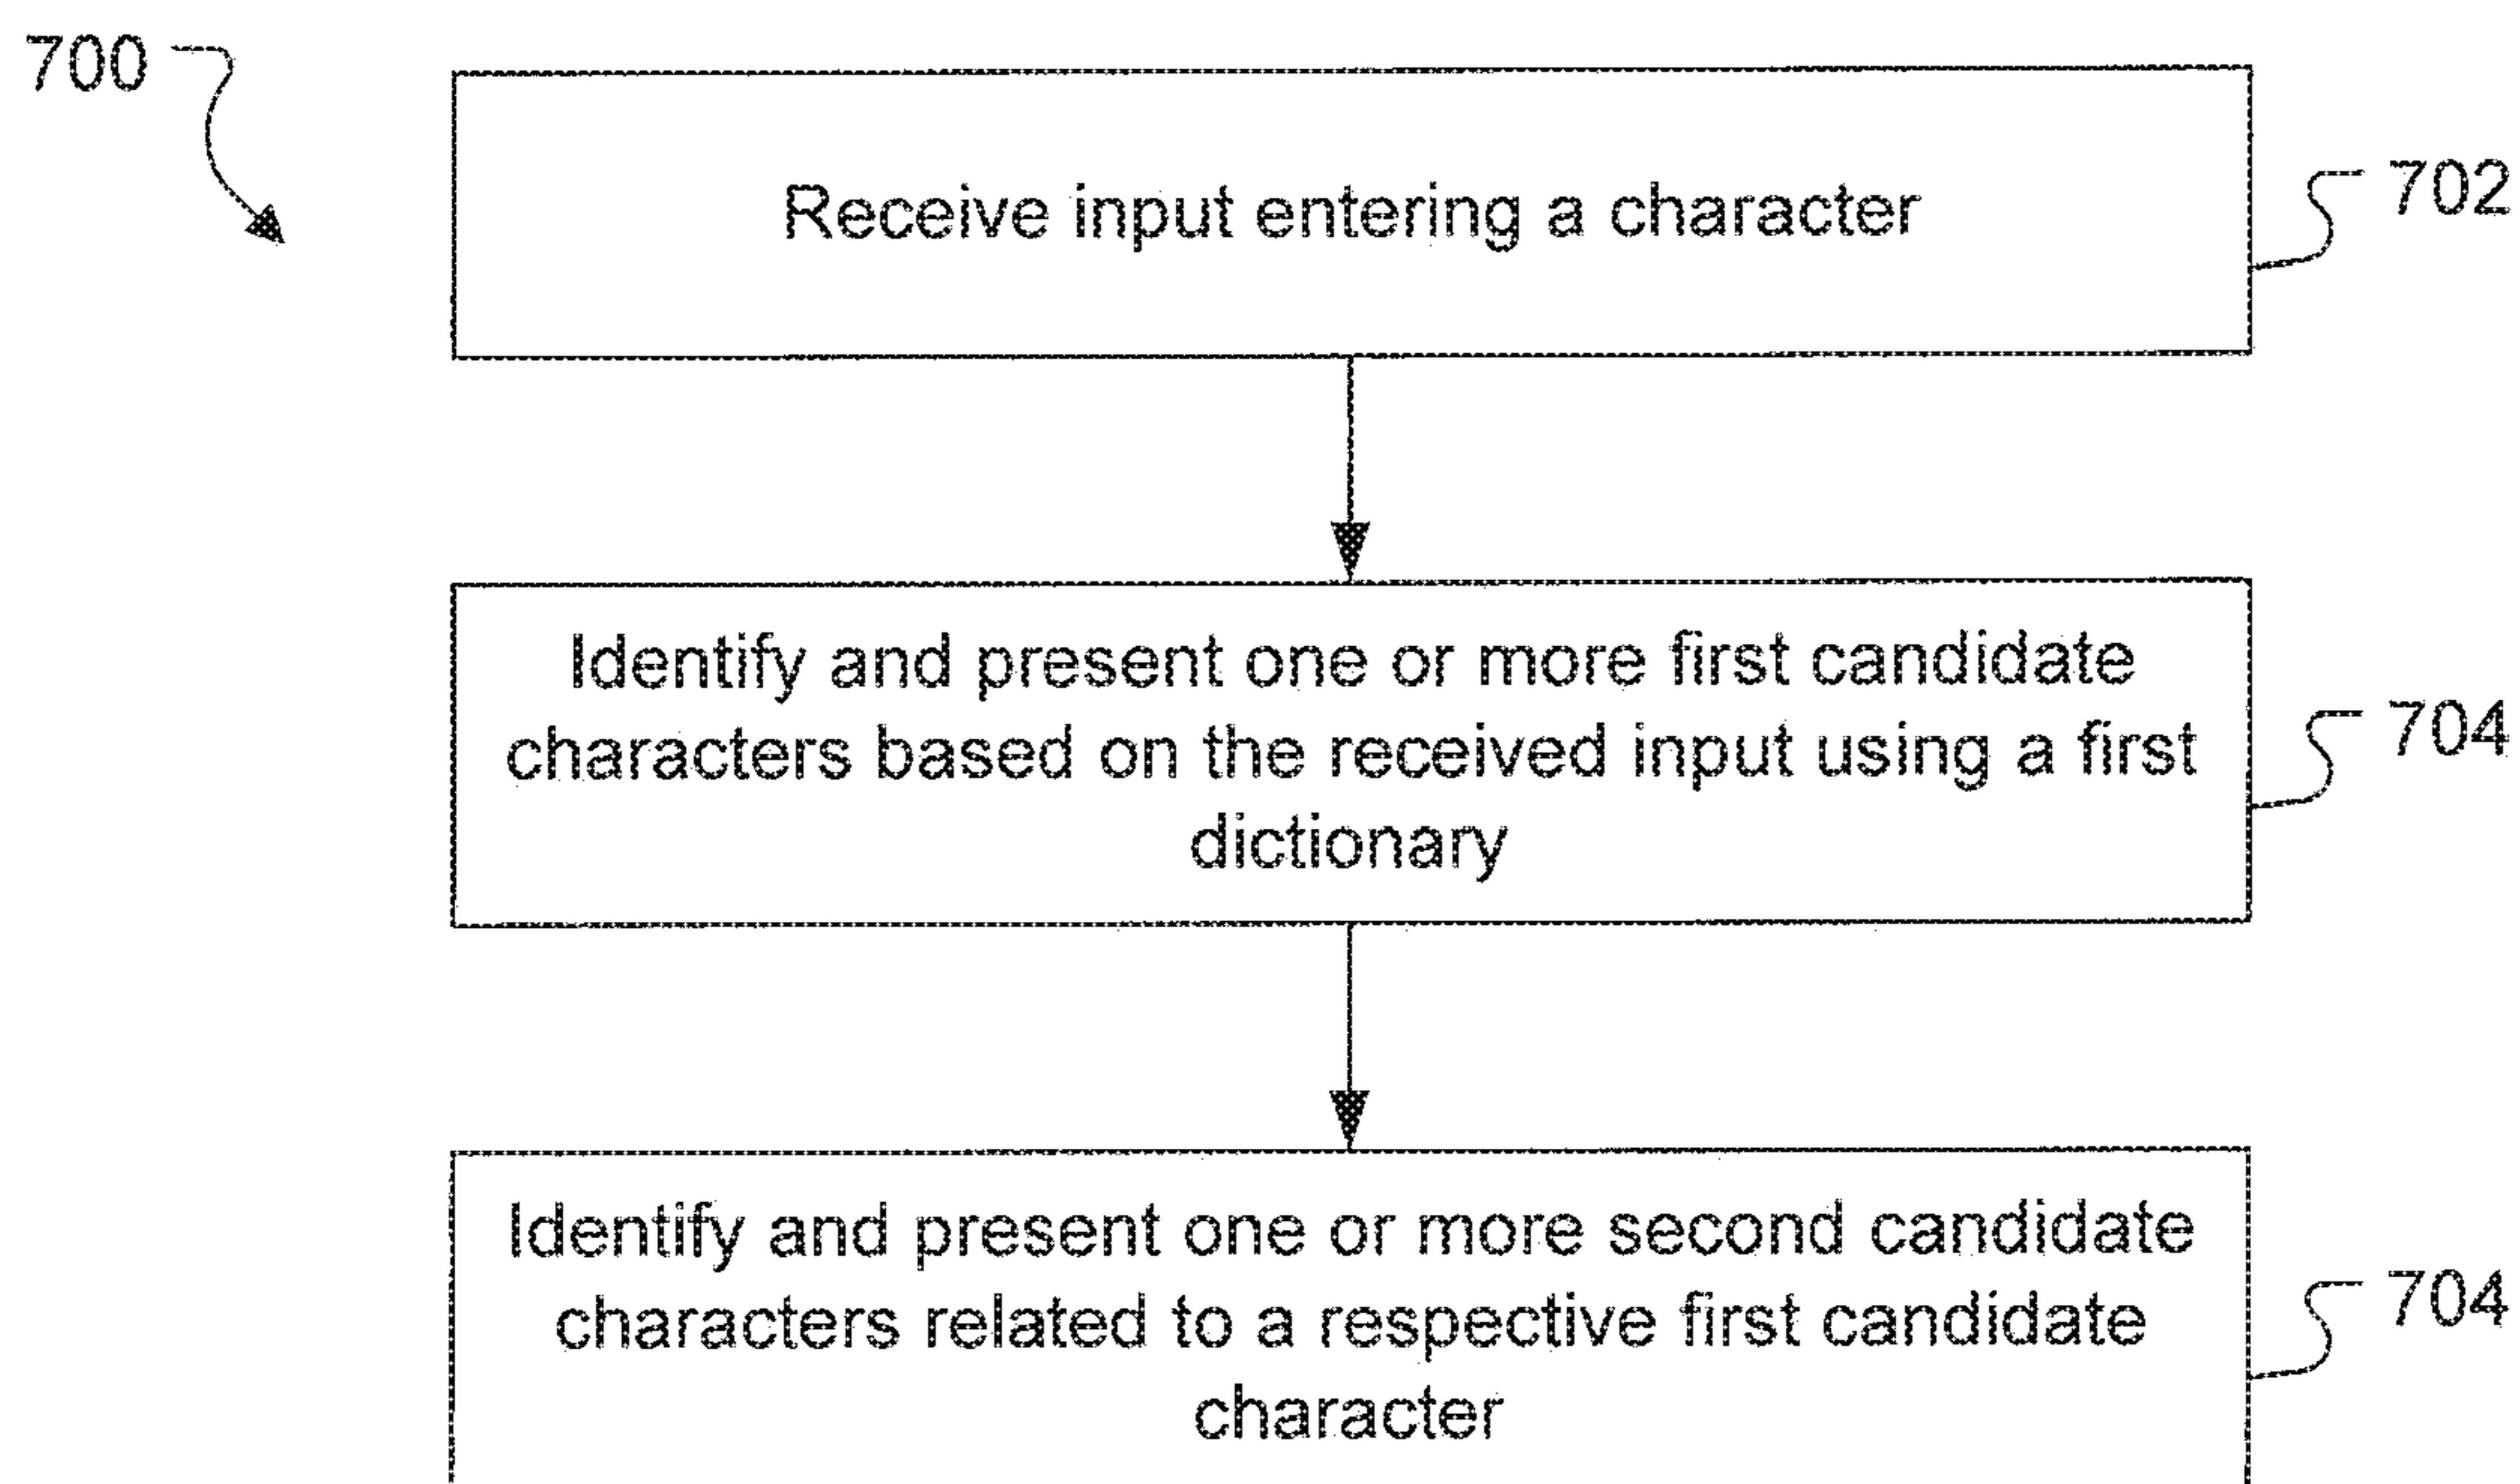 700
Receive input entering a character
702
Identify and present one or more first candidate
characters based on the received input using a first
dictionary
704
Identify and present one or more second candidate
characters related to a respective first candidate
character
704